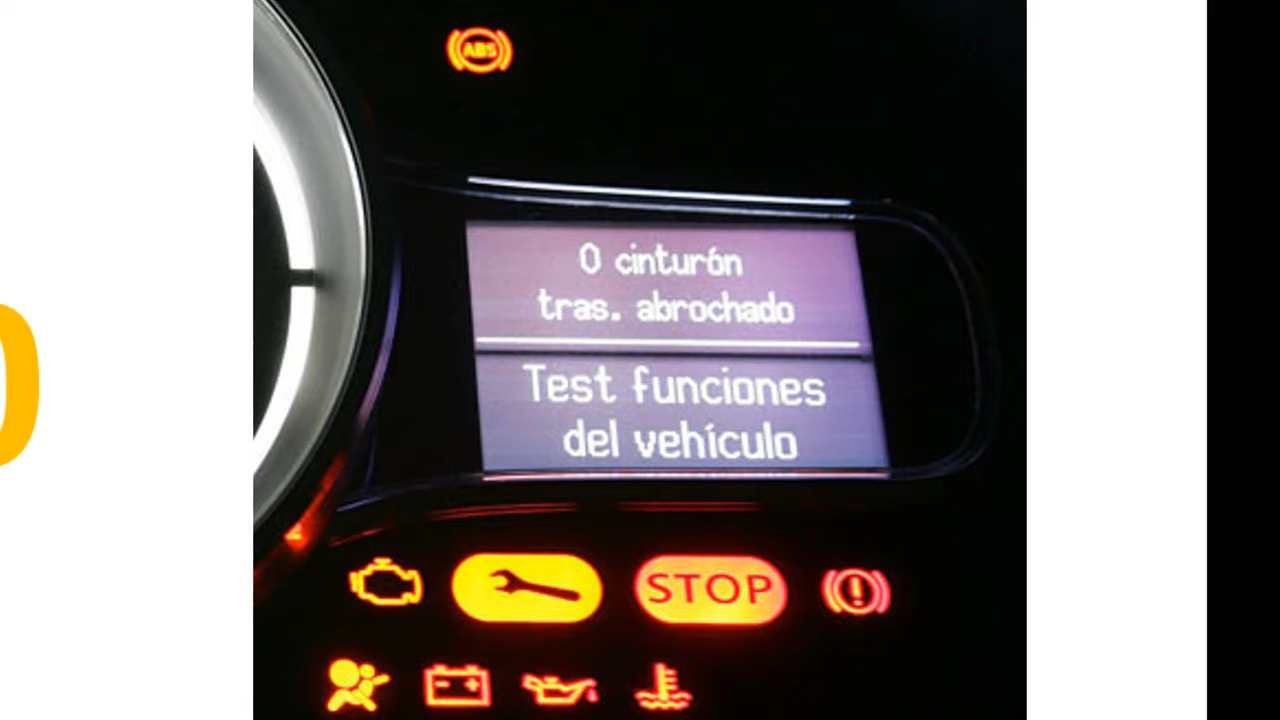 ABS
0 cinturón
tras. abrochado
Test funciones
del vehículo
STOP